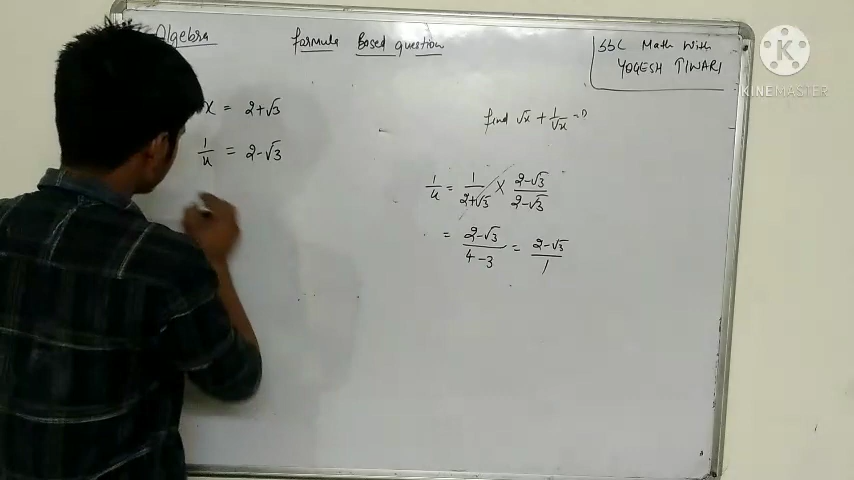 Algebra
Formula Based question
SSC Math With
YOGESH TIWARI
K
KINEMASTER
x = 2+√3
find √x + 1/√x = ?
1/x = 2-√3
1/x = 1/2+√3 × 2-√3/2-√3
= 2-√3/4-3 = 2-√3/1